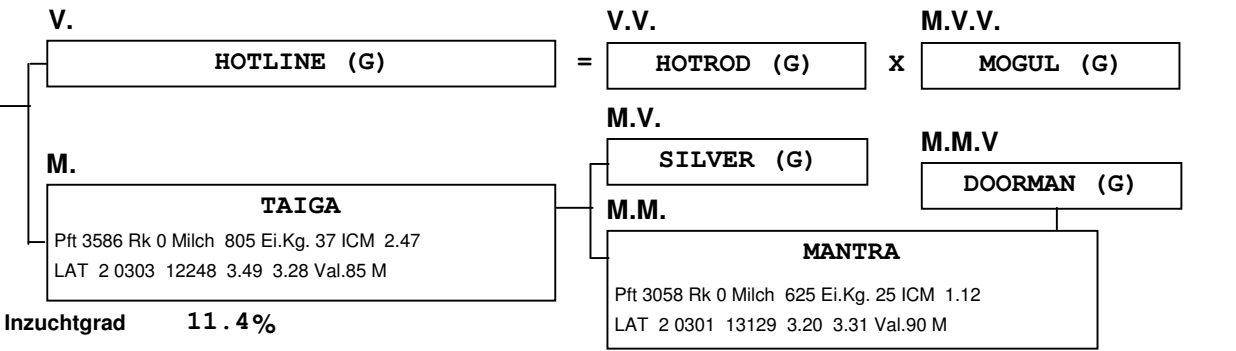 V.
V.V.
M.V.V.
HOTLINE (G) = HOTROD (G) X MOGUL (G)
M.V.
SILVER (G)
M.M.V
DOORMAN (G)
M.
TAIGA
Pft 3586 Rk 0 Milch 805 Ei.Kg. 37 ICM 2.47
LAT 2 0303 12248 3.49 3.28 Val.85 M
M.M.
MANTRA
Pft 3058 Rk 0 Milch 625 Ei.Kg. 25 ICM 1.12
LAT 2 0301 13129 3.20 3.31 Val.90 M
Inzuchtgrad 11.4%